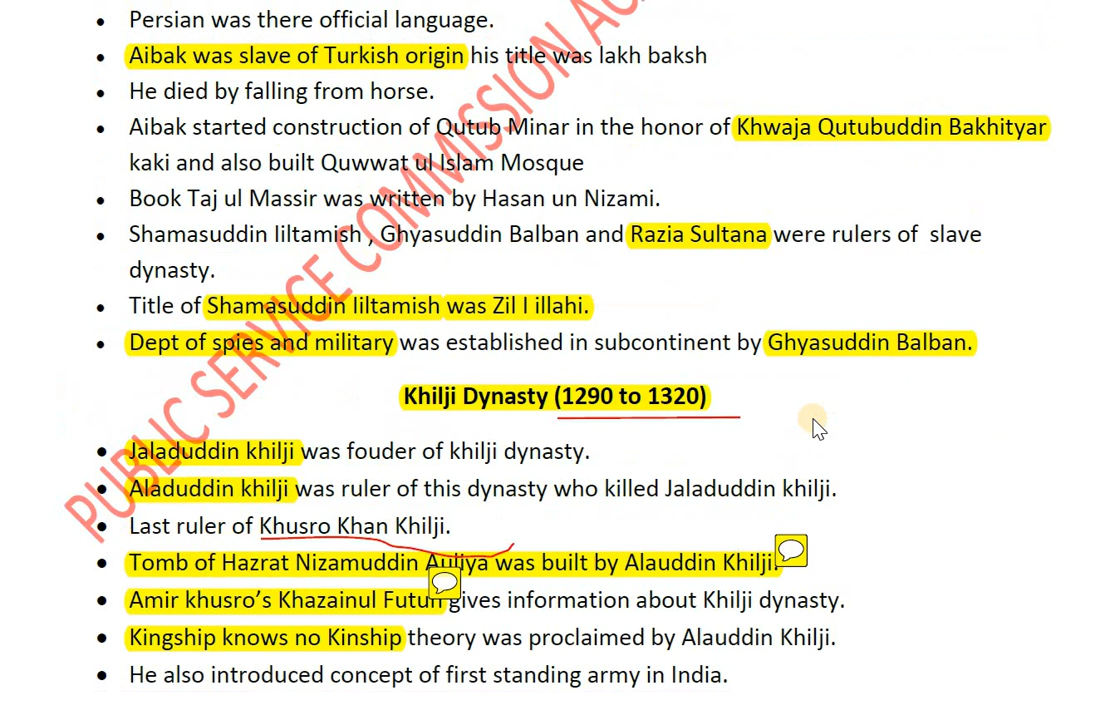 • Persian was there official language.
• Aibak was slave of Turkish origin his title was lakh baksh
• He died by falling from horse.
• Aibak started construction of Qutub Minar in the honor of Khwaja Qutubuddin Bakhityar
kaki and also built Quwwat ul Islam Mosque
• Book Taj ul Massir was written by Hasan un Nizami.
• Shamasuddin Iiltamish , Ghyasuddin Balban and Razia Sultana were rulers of slave
dynasty.
• Title of Shamasuddin Iiltamish was Zil I illahi.
• Dept of spies and military was established in subcontinent by Ghyasuddin Balban.
Khilji Dynasty (1290 to 1320)
• Jaladuddin khilji was fouder of khilji dynasty.
• Aladuddin khilji was ruler of this dynasty who killed Jaladuddin khilji.
• Last ruler of Khusro Khan Khilji.
• Tomb of Hazrat Nizamuddin Auliya was built by Alauddin Khilji.
• Amir khusro’s Khazainul Futuh gives information about Khilji dynasty.
• Kingship knows no Kinship theory was proclaimed by Alauddin Khilji.
• He also introduced concept of first standing army in India.
PUBLIC SERVICE COMMISSION